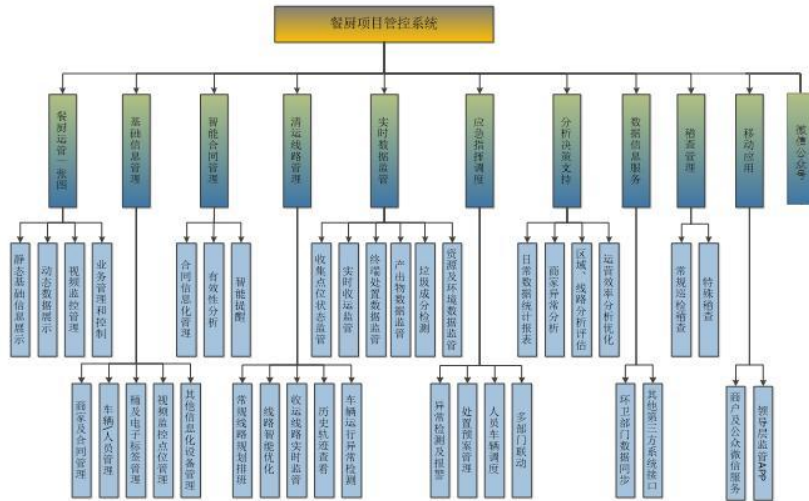 餐厨项目管控系统
餐厨运管一张图
基础信息管理
智能合同管理
清运线路管理
实时数据监管
应急指挥调度
分析决策支持
数据信息服务
稽查管理
移动应用
微信公众号
静态基础信息展示
动态数据展示
视频监控管理
业务管理和控制
合同信息化管理
有效性分析
智能提醒
收集点位状态监管
实时收运监管
终端处置数据监管
产出物数据监管
垃圾成分检测
资源及环境数据监管
日常数据统计报表
商家异常分析
区域、线路分析评估
运营效率分析优化
常规巡检稽查
特殊稽查
商家及合同管理
车辆/人员管理
桶及电子标签管理
视频监控点位管理
其他信息化设备管理
常规线路规划排班
线路智能优化
收运线路实时监管
历史轨迹查看
车辆运行异常检测
异常检测及报警
处置预案管理
人员车辆调度
多部门联动
环卫部门数据同步
其他第三方系统接口
商户及公众微信服务
领导层监管APP